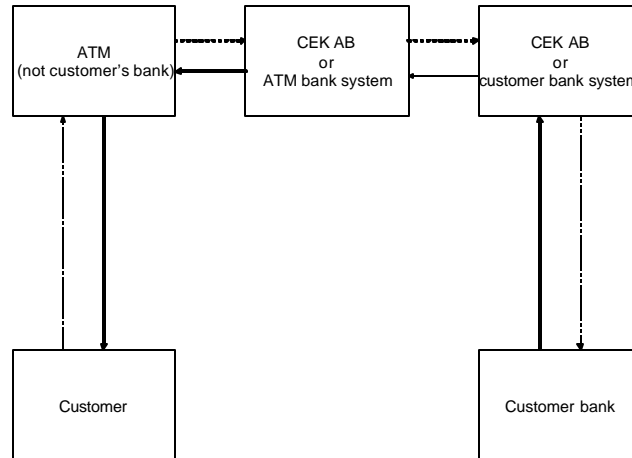 ATM
(not customer's bank)
CEK AB
or
ATM bank system
CEK AB
or
customer bank system
Customer
Customer bank